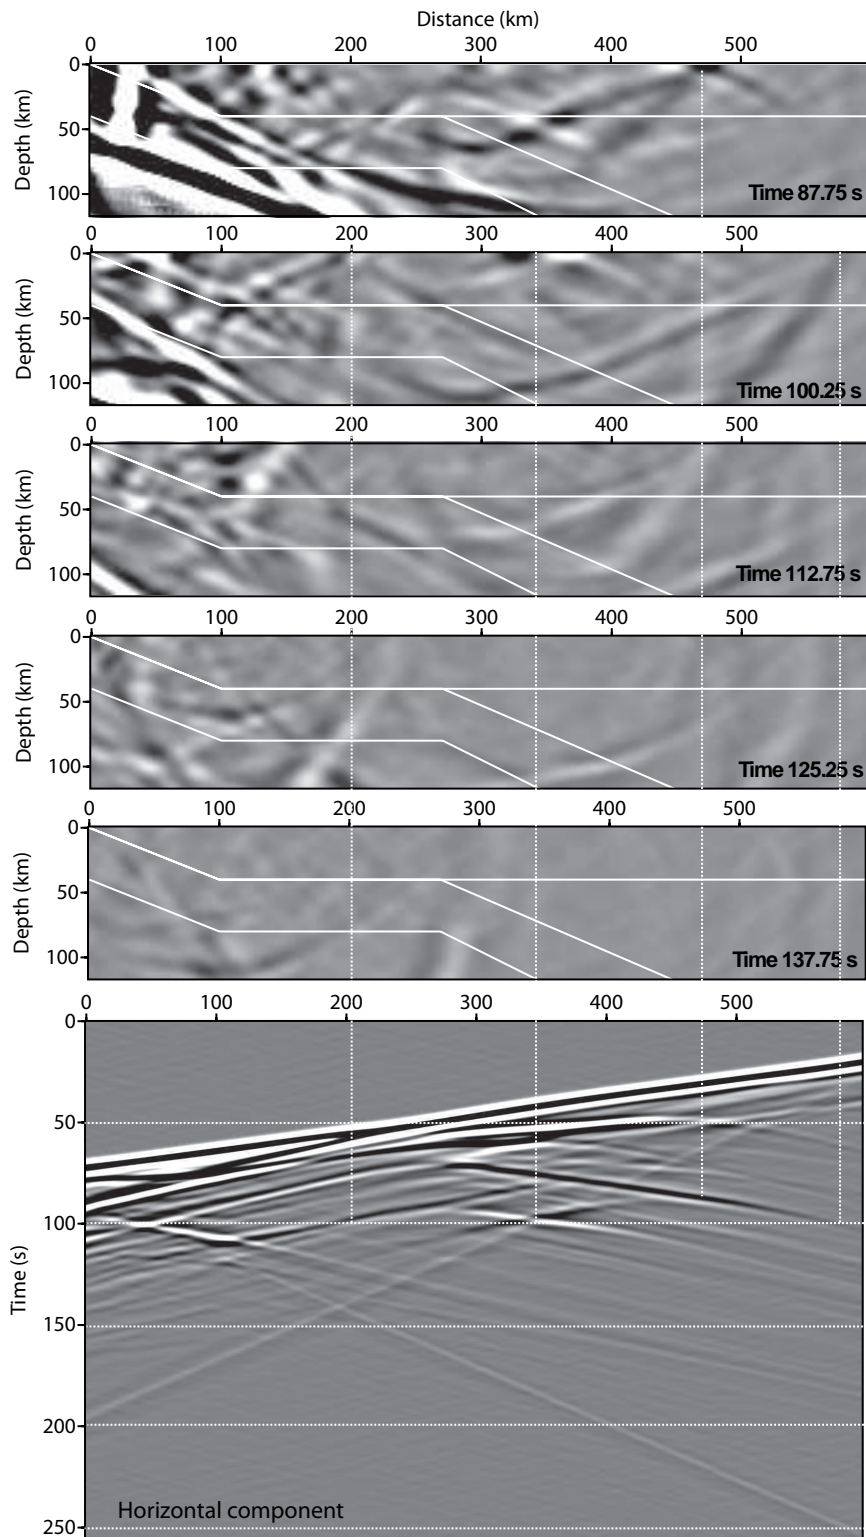 Distance (km)
0 100 200 300 400 500
0
50
100
Depth (km)
Time 87.75 s
0 100 200 300 400 500
0
50
100
Depth (km)
Time 100.25 s
0 100 200 300 400 500
0
50
100
Depth (km)
Time 112.75 s
0 100 200 300 400 500
0
50
100
Depth (km)
Time 125.25 s
0 100 200 300 400 500
0
50
100
Depth (km)
Time 137.75 s
0 100 200 300 400 500
0
50
100
150
200
250
Time (s)
Horizontal component